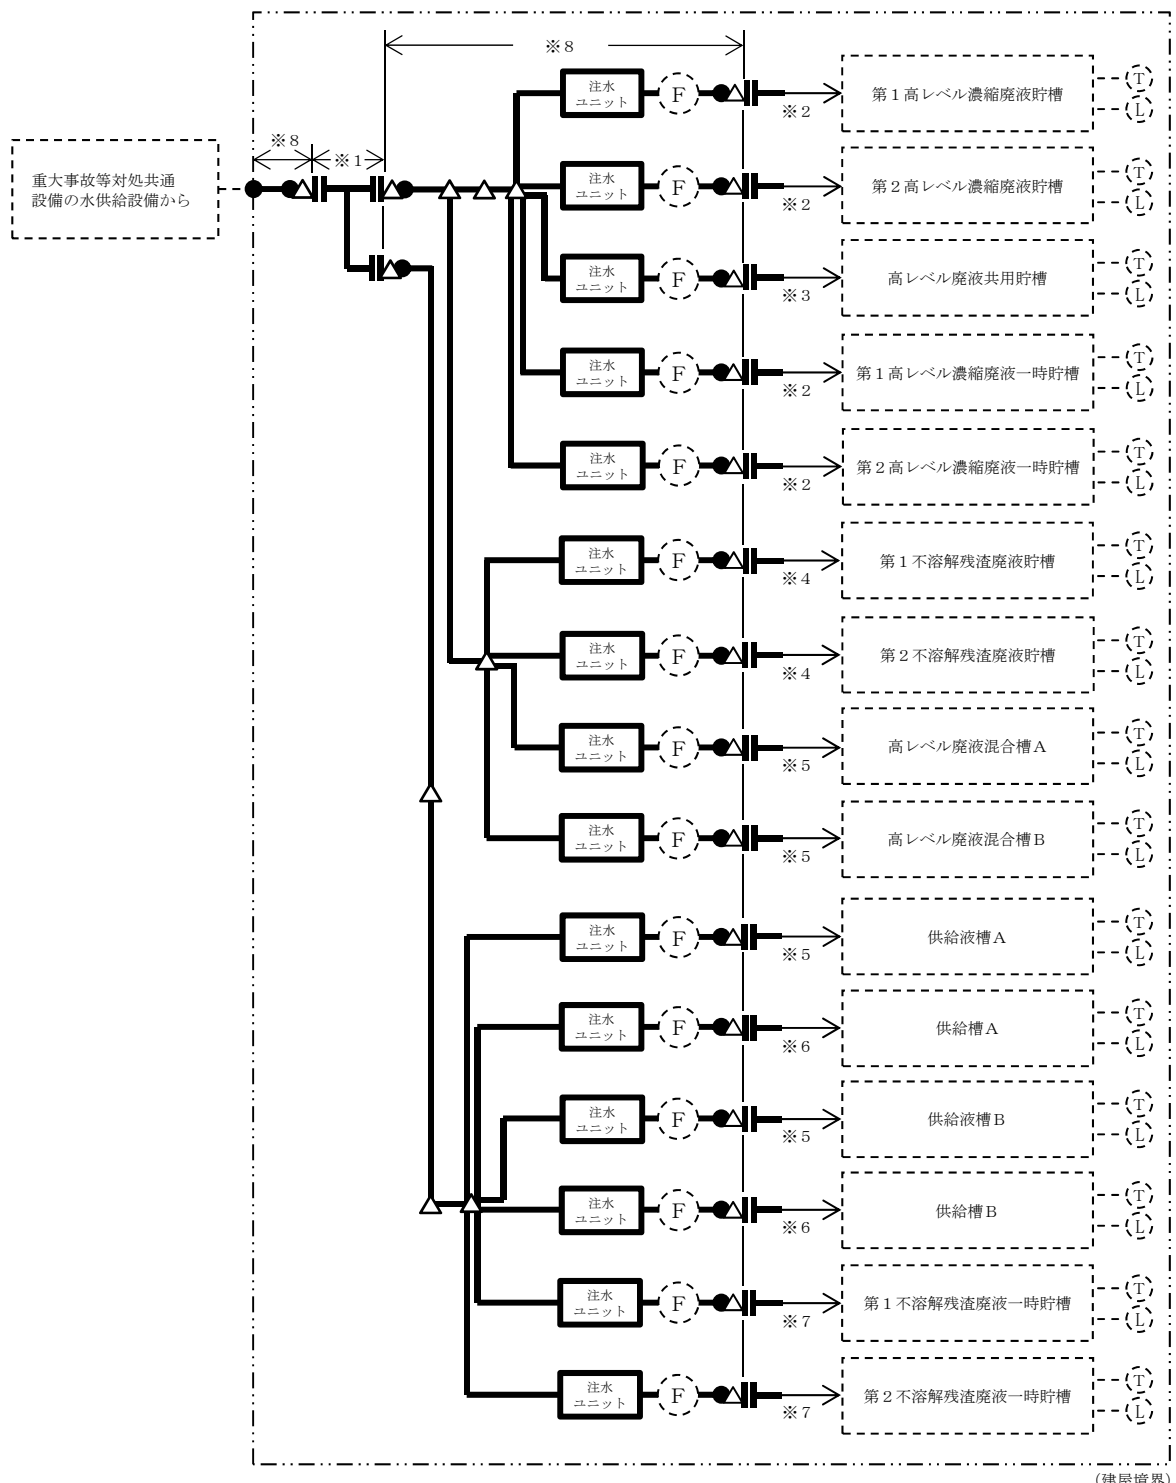 ※8
※8
※1
重大事故等対処共通
設備の水供給設備から
注水
ユニット
F
※2
第1高レベル濃縮廃液貯槽
T
L
注水
ユニット
F
※2
第2高レベル濃縮廃液貯槽
T
L
注水
ユニット
F
※3
高レベル廃液共用貯槽
T
L
注水
ユニット
F
※2
第1高レベル濃縮廃液一時貯槽
T
L
注水
ユニット
F
※2
第2高レベル濃縮廃液一時貯槽
T
L
注水
ユニット
F
※4
第1不溶解残渣廃液貯槽
T
L
注水
ユニット
F
※4
第2不溶解残渣廃液貯槽
T
L
注水
ユニット
F
※5
高レベル廃液混合槽A
T
L
注水
ユニット
F
※5
高レベル廃液混合槽B
T
L
注水
ユニット
F
※5
供給液槽A
T
L
注水
ユニット
F
※6
供給槽A
T
L
注水
ユニット
F
※5
供給液槽B
T
L
注水
ユニット
F
※6
供給槽B
T
L
注水
ユニット
F
※7
第1不溶解残渣廃液一時貯槽
T
L
注水
ユニット
F
※7
第2不溶解残渣廃液一時貯槽
T
L
(建屋境界)